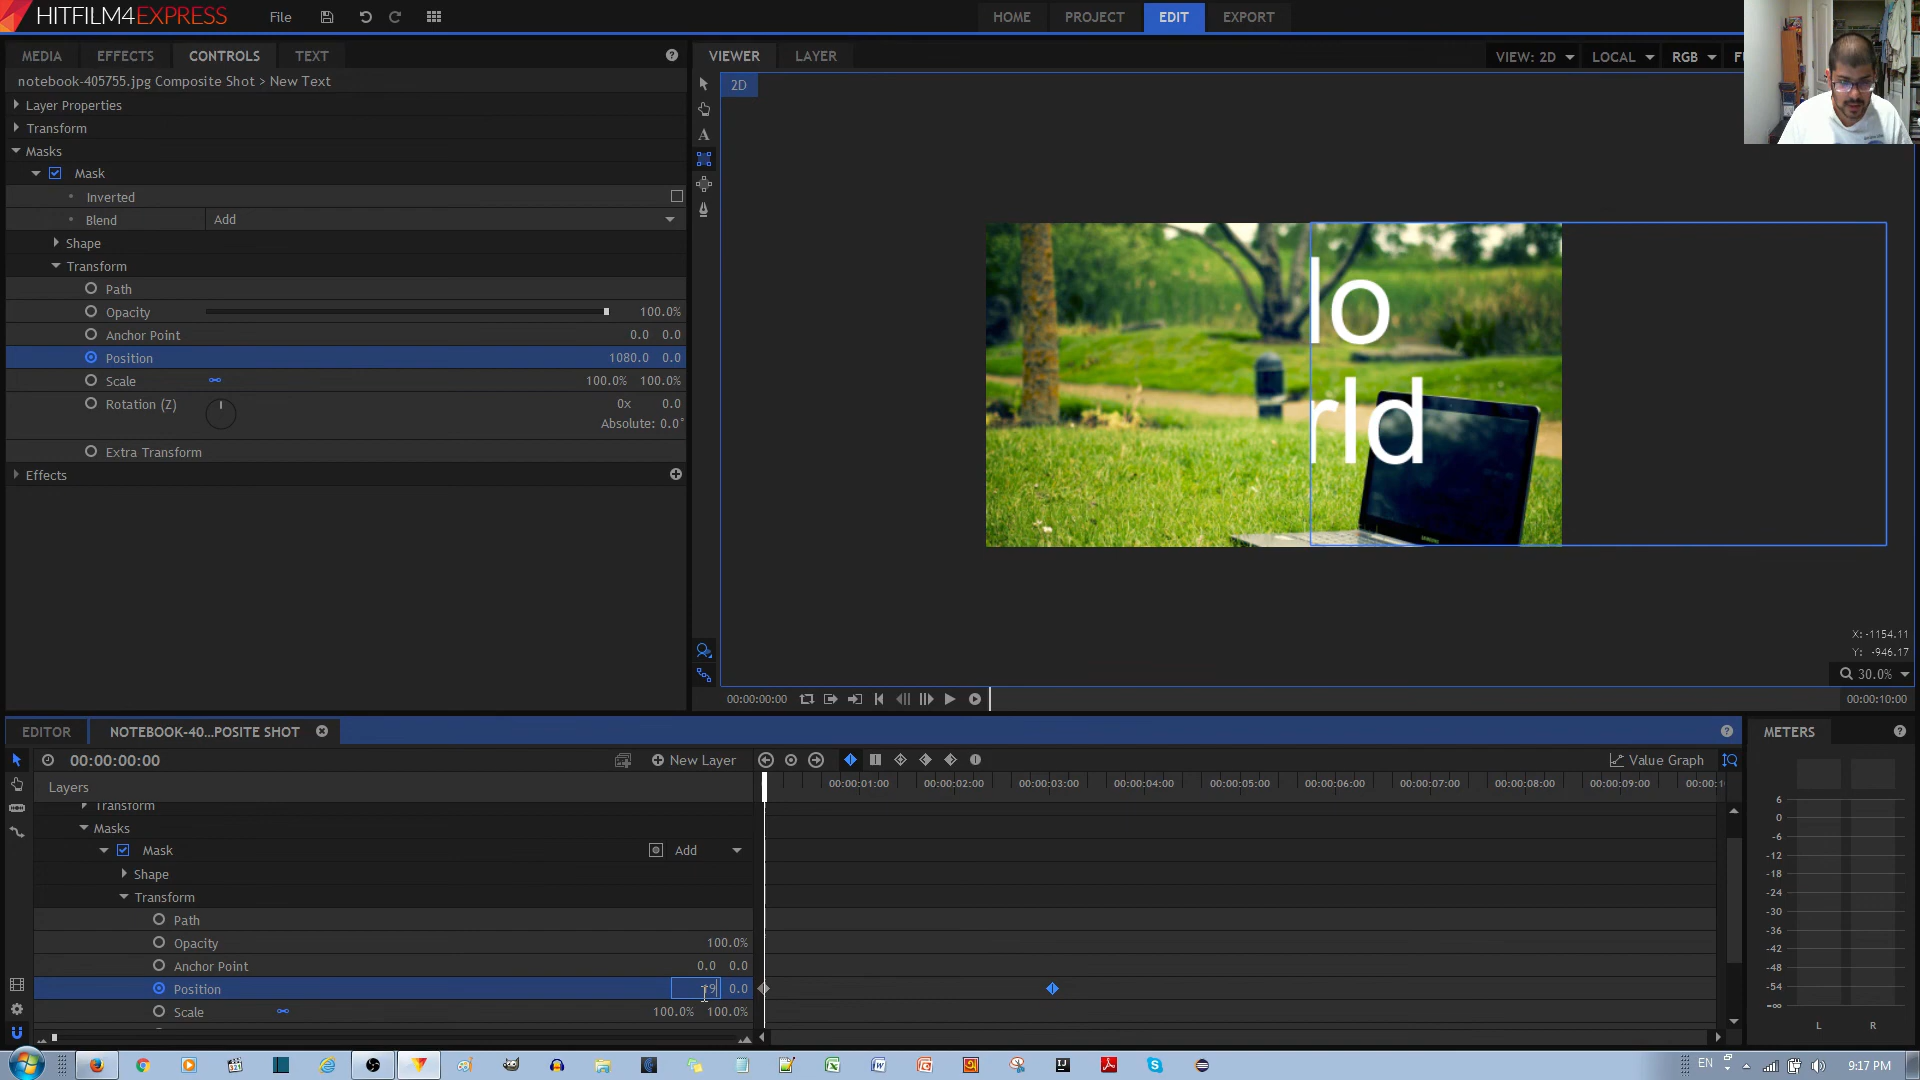 HITFILM4EXPRESS
File
HOME
PROJECT
EDIT
EXPORT
MEDIA
EFFECTS
CONTROLS
TEXT
VIEWER
LAYER
VIEW: 2D
LOCAL
RGB
notebook-405755.jpg Composite Shot > New Text
2D
Layer Properties
Transform
Masks
Mask
Inverted
Blend
Add
Shape
Transform
Path
Opacity
100.0%
Anchor Point
0.0 0.0
Position
1080.0 0.0
Scale
100.0% 100.0%
Rotation (Z)
0x 0.0
Absolute: 0.0°
Extra Transform
Effects
lo
rld
X: -1154.11
Y: -946.17
30.0%
00:00:00:00
00:00:10:00
EDITOR
NOTEBOOK-40...POSITE SHOT
METERS
00:00:00:00
New Layer
Value Graph
Layers
00:00:01:00
00:00:02:00
00:00:03:00
00:00:04:00
00:00:05:00
00:00:06:00
00:00:07:00
00:00:08:00
00:00:09:00
Transform
Masks
Mask
Add
Shape
Transform
Path
Opacity
100.0%
Anchor Point
0.0 0.0
Position
0.0
Scale
100.0% 100.0%
6
0
-6
-12
-18
-24
-30
-36
-42
-48
-54
-∞
L
R
EN
9:17 PM